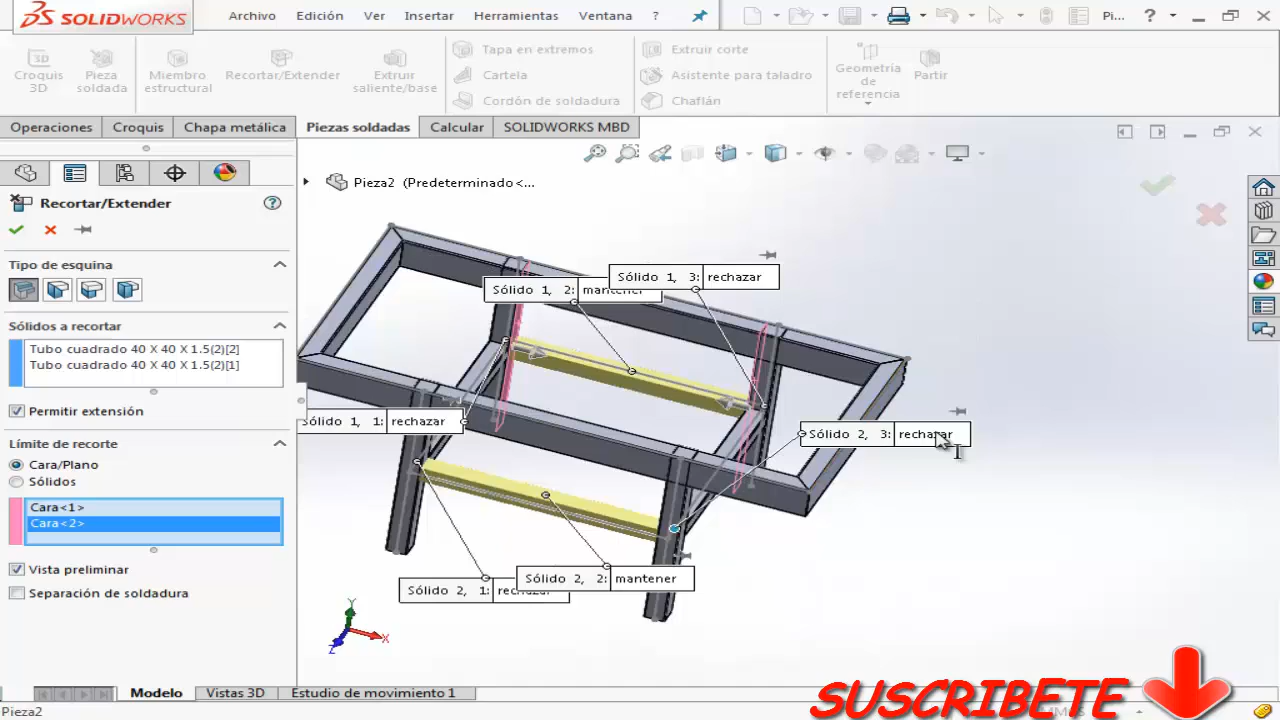 SOLIDWORKS
Archivo Edición Ver Insertar Herramientas Ventana ? Pi... ?
Croquis 3D
Pieza soldada
Miembro estructural
Recortar/Extender
Extruir saliente/base
Tapa en extremos
Cartela
Cordón de soldadura
Extruir corte
Asistente para taladro
Chaflán
Geometría de referencia
Partir
Operaciones Croquis Chapa metálica Piezas soldadas Calcular SOLIDWORKS MBD
Pieza2 (Predeterminado<...
Recortar/Extender
Tipo de esquina
Sólidos a recortar
Tubo cuadrado 40 X 40 X 1.5(2)[2]
Tubo cuadrado 40 X 40 X 1.5(2)[1]
Permitir extensión
Límite de recorte
Cara/Plano
Sólidos
Cara<1>
Cara<2>
Vista preliminar
Separación de soldadura
Sólido 1, 3: rechazar
Sólido 1, 2: mantener
Sólido 1, 1: rechazar
Sólido 2, 3: rechazar
Sólido 2, 2: mantener
Sólido 2, 1: rechazar
Y
X
Z
Modelo Vistas 3D Estudio de movimiento 1
SUSCRIBETE
Pieza2